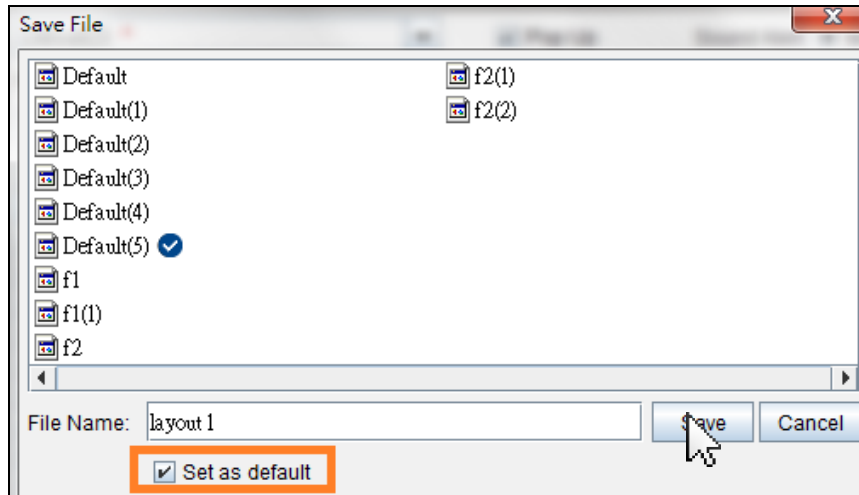 Save File
Default
Default(1)
Default(2)
Default(3)
Default(4)
Default(5)
f1
f1(1)
f2
f2(1)
f2(2)
File Name: layout 1 Save Cancel
Set as default